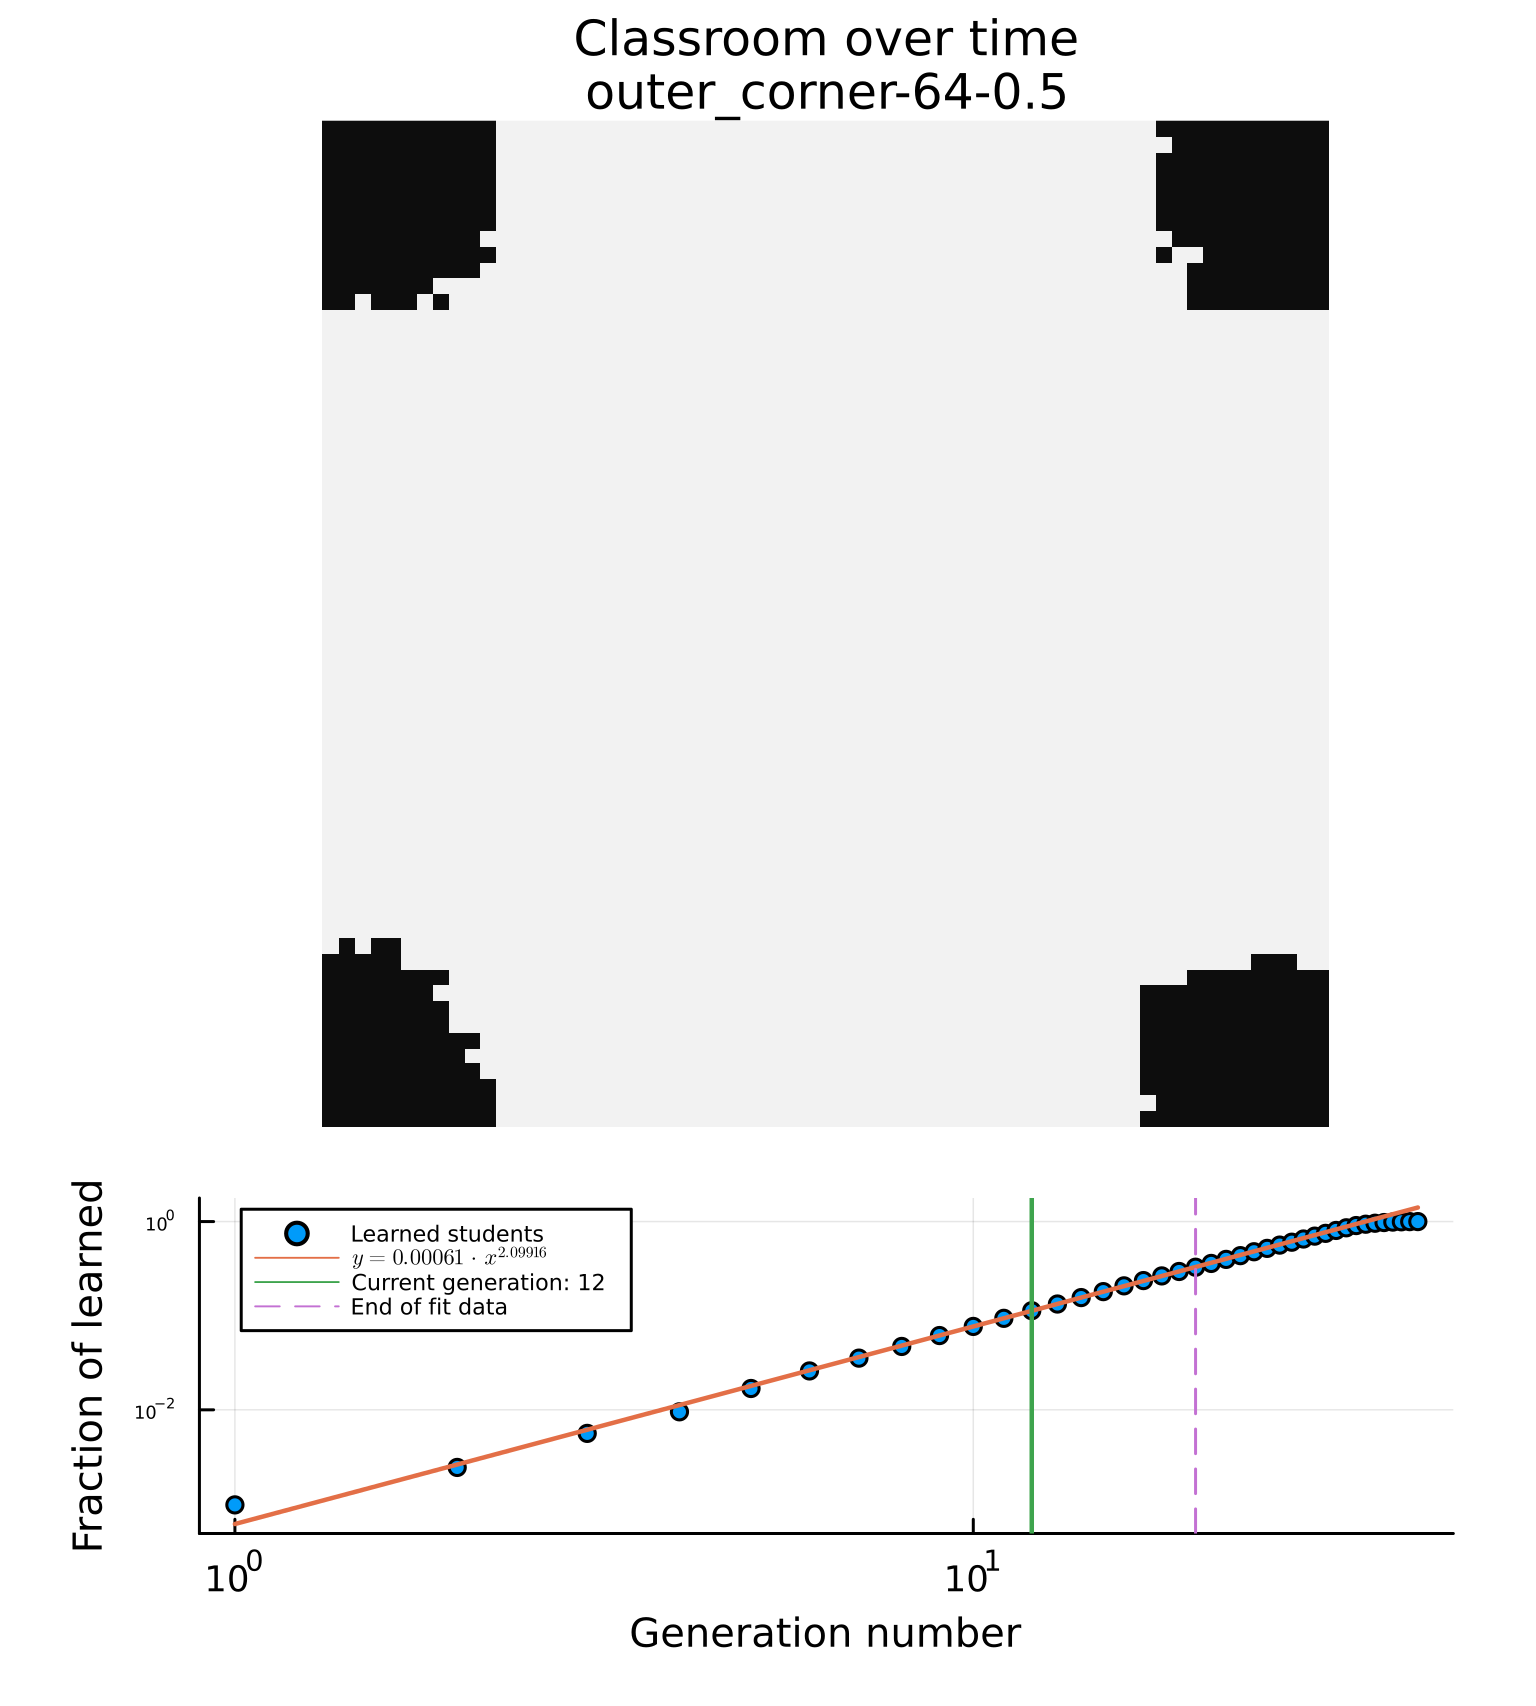 Classroom over time
outer_corner-64-0.5
Fraction of learned
10^0
10^-2
Learned students
y = 0.00061 · x^2.09916
Current generation: 12
End of fit data
10^0
10^1
Generation number